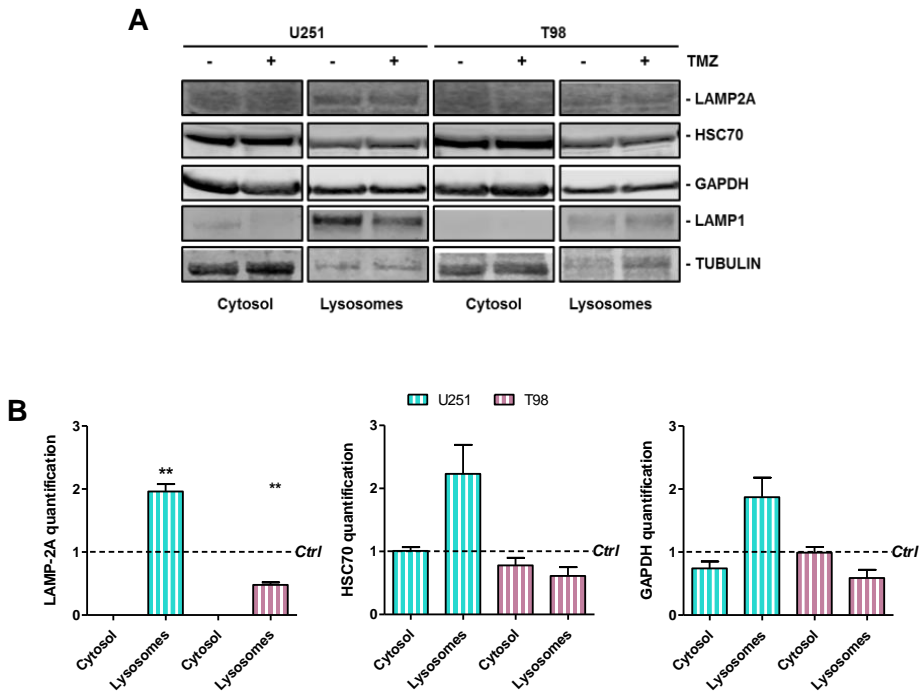 A
U251 T98
- + - + - + - + TMZ
- LAMP2A
- HSC70
- GAPDH
- LAMP1
- TUBULIN
Cytosol Lysosomes Cytosol Lysosomes
B
U251 T98
LAMP-2A quantification
3
2
1
0
**
**
Ctrl
Cytosol Lysosomes Cytosol Lysosomes
HSC70 quantification
3
2
1
0
Ctrl
Cytosol Lysosomes Cytosol Lysosomes
GAPDH quantification
3
2
1
0
Ctrl
Cytosol Lysosomes Cytosol Lysosomes